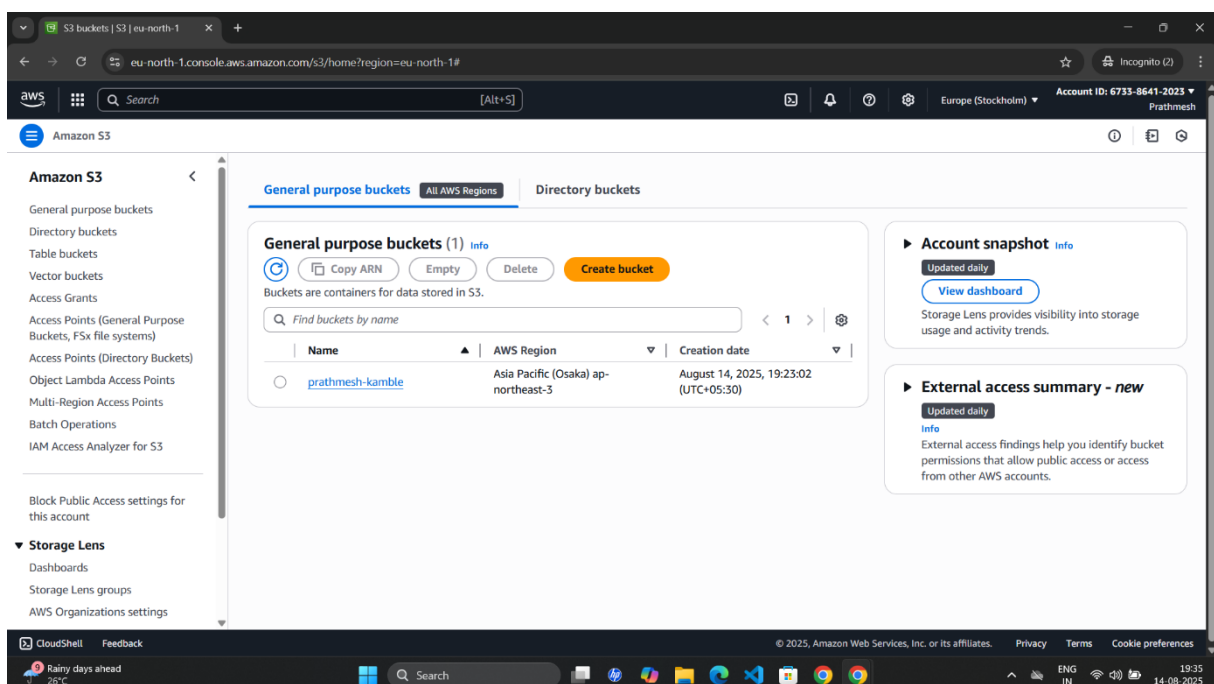 S3 buckets | S3 | eu-north-1
eu-north-1.console.aws.amazon.com/s3/home?region=eu-north-1#
Incognito (2)
aws
Search
[Alt+S]
Europe (Stockholm)
Account ID: 6733-8641-2023
Prathmesh
Amazon S3
Amazon S3
General purpose buckets
Directory buckets
Table buckets
Vector buckets
Access Grants
Access Points (General Purpose
Buckets, FSx file systems)
Access Points (Directory Buckets)
Object Lambda Access Points
Multi-Region Access Points
Batch Operations
IAM Access Analyzer for S3
Block Public Access settings for
this account
Storage Lens
Dashboards
Storage Lens groups
AWS Organizations settings
General purpose buckets All AWS Regions Directory buckets
General purpose buckets (1) Info
Copy ARN Empty Delete Create bucket
Buckets are containers for data stored in S3.
Find buckets by name
1
Name AWS Region Creation date
prathmesh-kamble Asia Pacific (Osaka) ap- August 14, 2025, 19:23:02
northeast-3 (UTC+05:30)
Account snapshot Info
Updated daily
View dashboard
Storage Lens provides visibility into storage
usage and activity trends.
External access summary - new
Updated daily
Info
External access findings help you identify bucket
permissions that allow public access or access
from other AWS accounts.
CloudShell Feedback
© 2025, Amazon Web Services, Inc. or its affiliates. Privacy Terms Cookie preferences
9
Rainy days ahead
26°C
Search
ENG
IN
19:35
14-08-2025